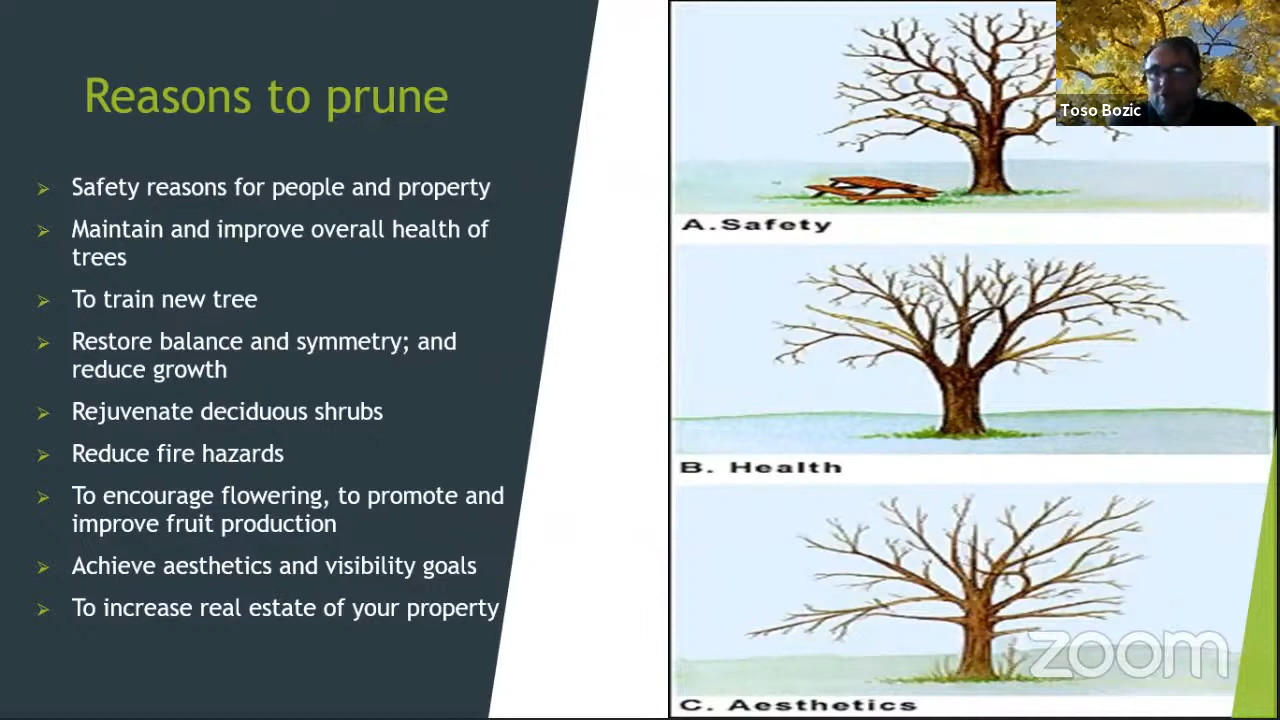 Reasons to prune
Safety reasons for people and property
Maintain and improve overall health of
trees
To train new tree
Restore balance and symmetry; and
reduce growth
Rejuvenate deciduous shrubs
Reduce fire hazards
To encourage flowering, to promote and
improve fruit production
Achieve aesthetics and visibility goals
To increase real estate of your property
Toso Bozic
A.Safety
B. Health
zoom
C. Aesthetics